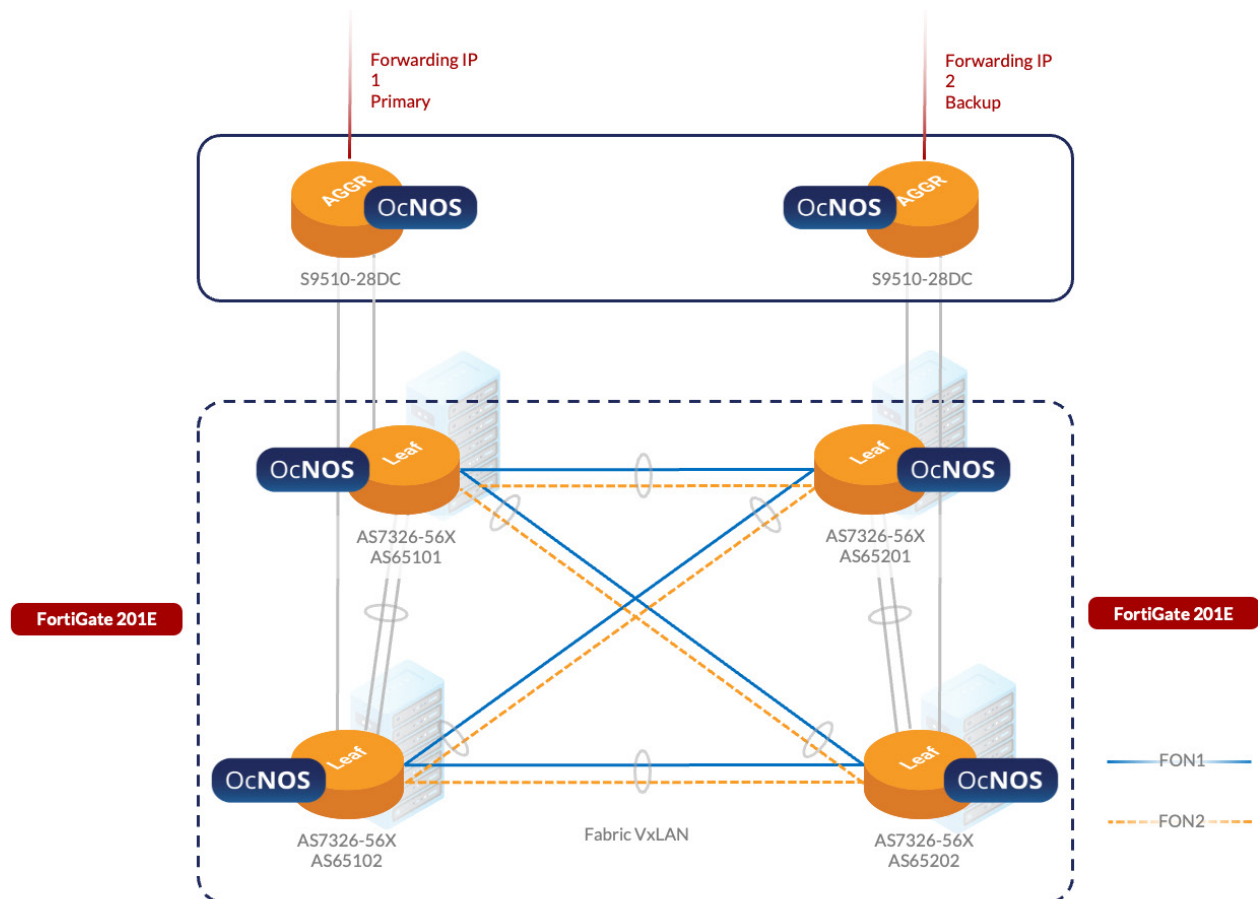 Forwarding IP
1
Primary
Forwarding IP
2
Backup
AGGR
OcNOS
OcNOS
AGGR
S9510-28DC
S9510-28DC
Leaf
OcNOS
Leaf
OcNOS
AS7326-56X
AS65101
AS7326-56X
AS65201
FortiGate 201E
FortiGate 201E
Leaf
OcNOS
Leaf
OcNOS
FON1
FON2
Fabric VxLAN
AS7326-56X
AS65102
AS7326-56X
AS65202